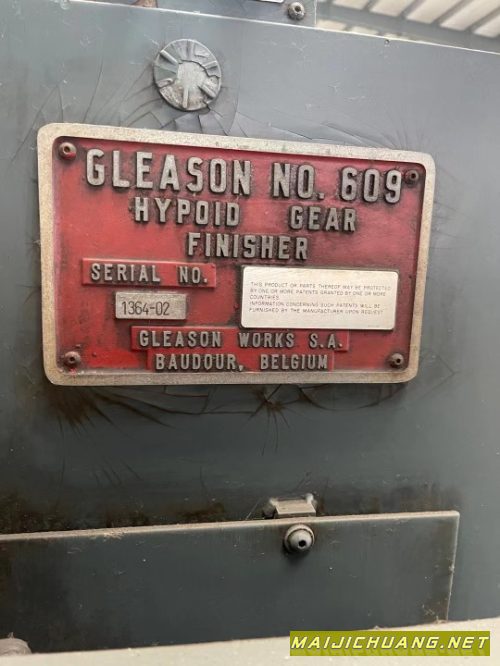 GLEASON NO. 609
HYPOID GEAR
FINISHER
SERIAL NO.
1364-02
THIS PRODUCT OR PARTS THEREOF MAY BE PROTECTED
BY ONE OR MORE PATENTS GRANTED BY ONE OR MORE
COUNTRIES.
INFORMATION CONCERNING SUCH PATENTS WILL BE
FURNISHED BY THE MANUFACTURER UPON REQUEST
GLEASON WORKS S.A.
BAUDOUR, BELGIUM
MAIJICHUANG.NET